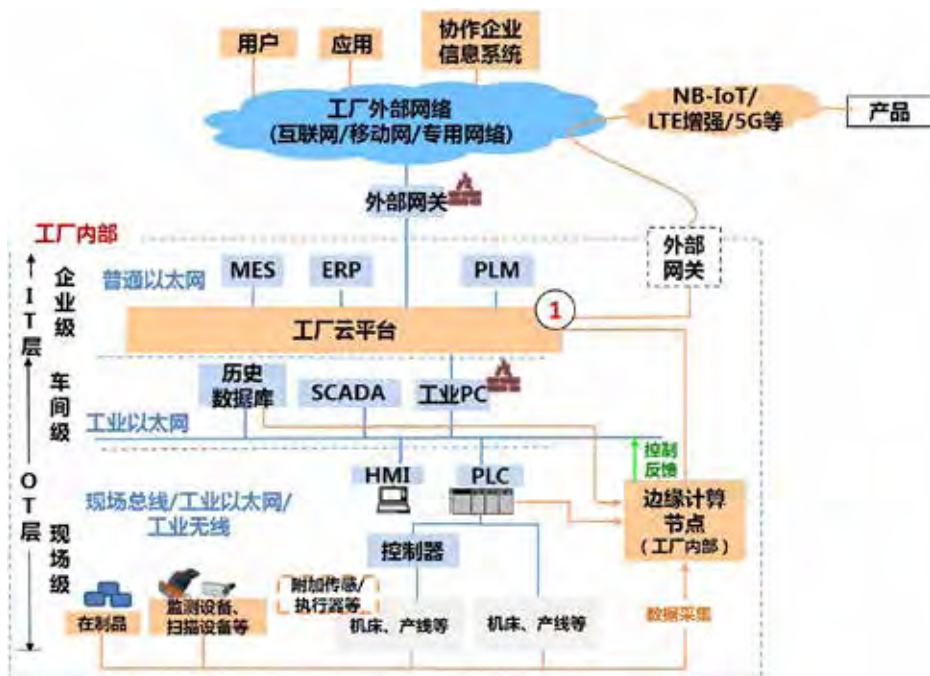 用户
应用
协作企业
信息系统
工厂外部网络
(互联网/移动网/专用网络)
NB-IoT/
LTE增强/5G等
产品
外部网关
工厂内部
外部
网关
IT层
企业级
普通以太网
MES
ERP
PLM
1
工厂云平台
车间级
历史
数据库
SCADA
工业PC
工业以太网
控制
反馈
OT层
HMI
PLC
现场总线/工业以太网/
工业无线
边缘计算
节点
(工厂内部)
现场级
控制器
附加传感/
执行器等
监测设备、
扫描设备等
在制品
机床、产线等
机床、产线等
数据采集